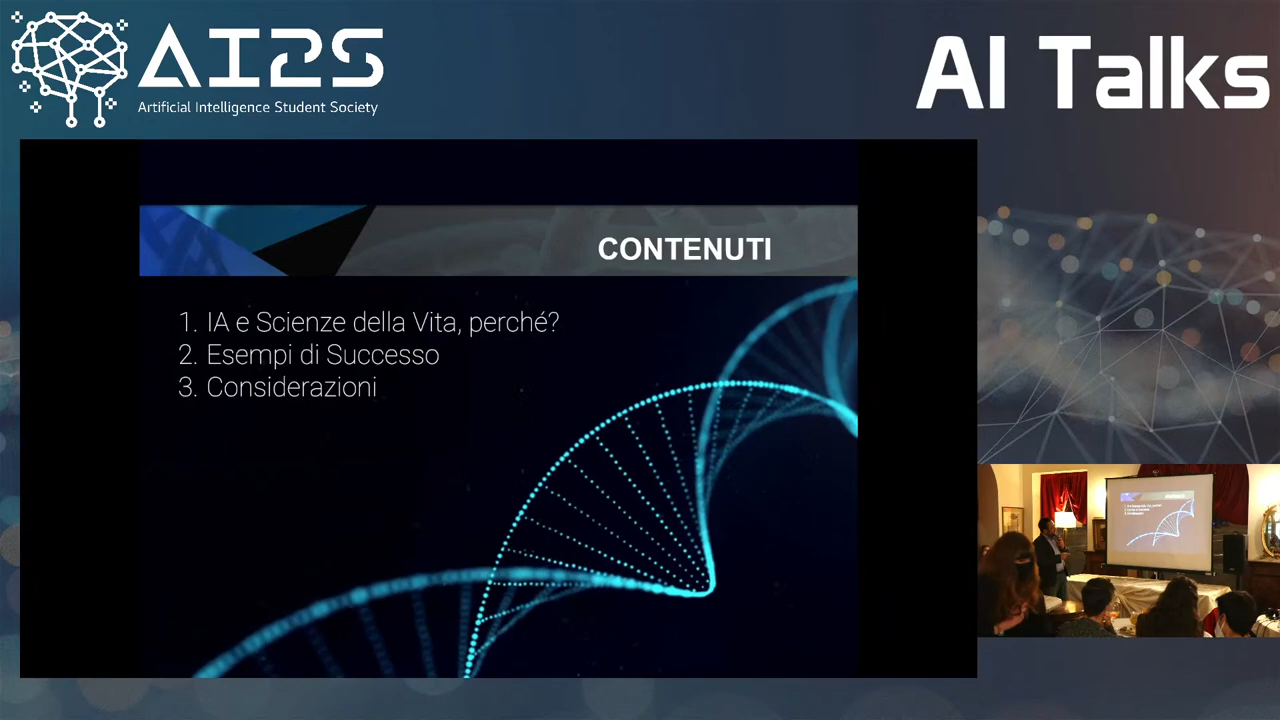 AI2S
Artificial Intelligence Student Society
AI Talks
CONTENUTI
1. IA e Scienze della Vita, perché?
2. Esempi di Successo
3. Considerazioni